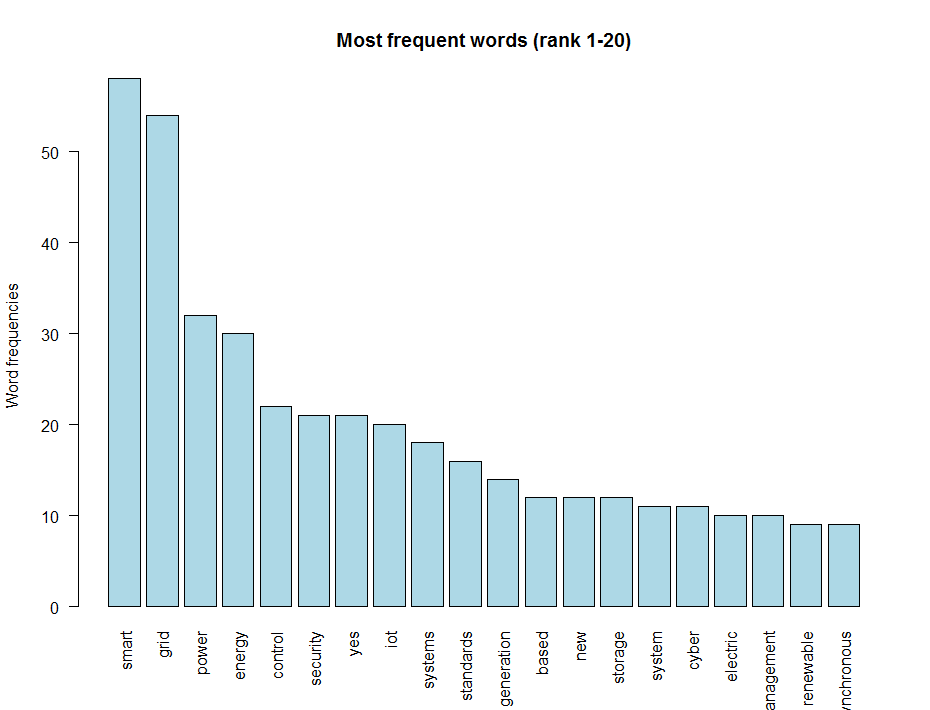 Most frequent words (rank 1-20)
Word frequencies
50
40
30
20
10
0
smart
grid
power
energy
control
security
yes
iot
systems
standards
generation
based
new
storage
system
cyber
electric
anagement
renewable
ynchronous